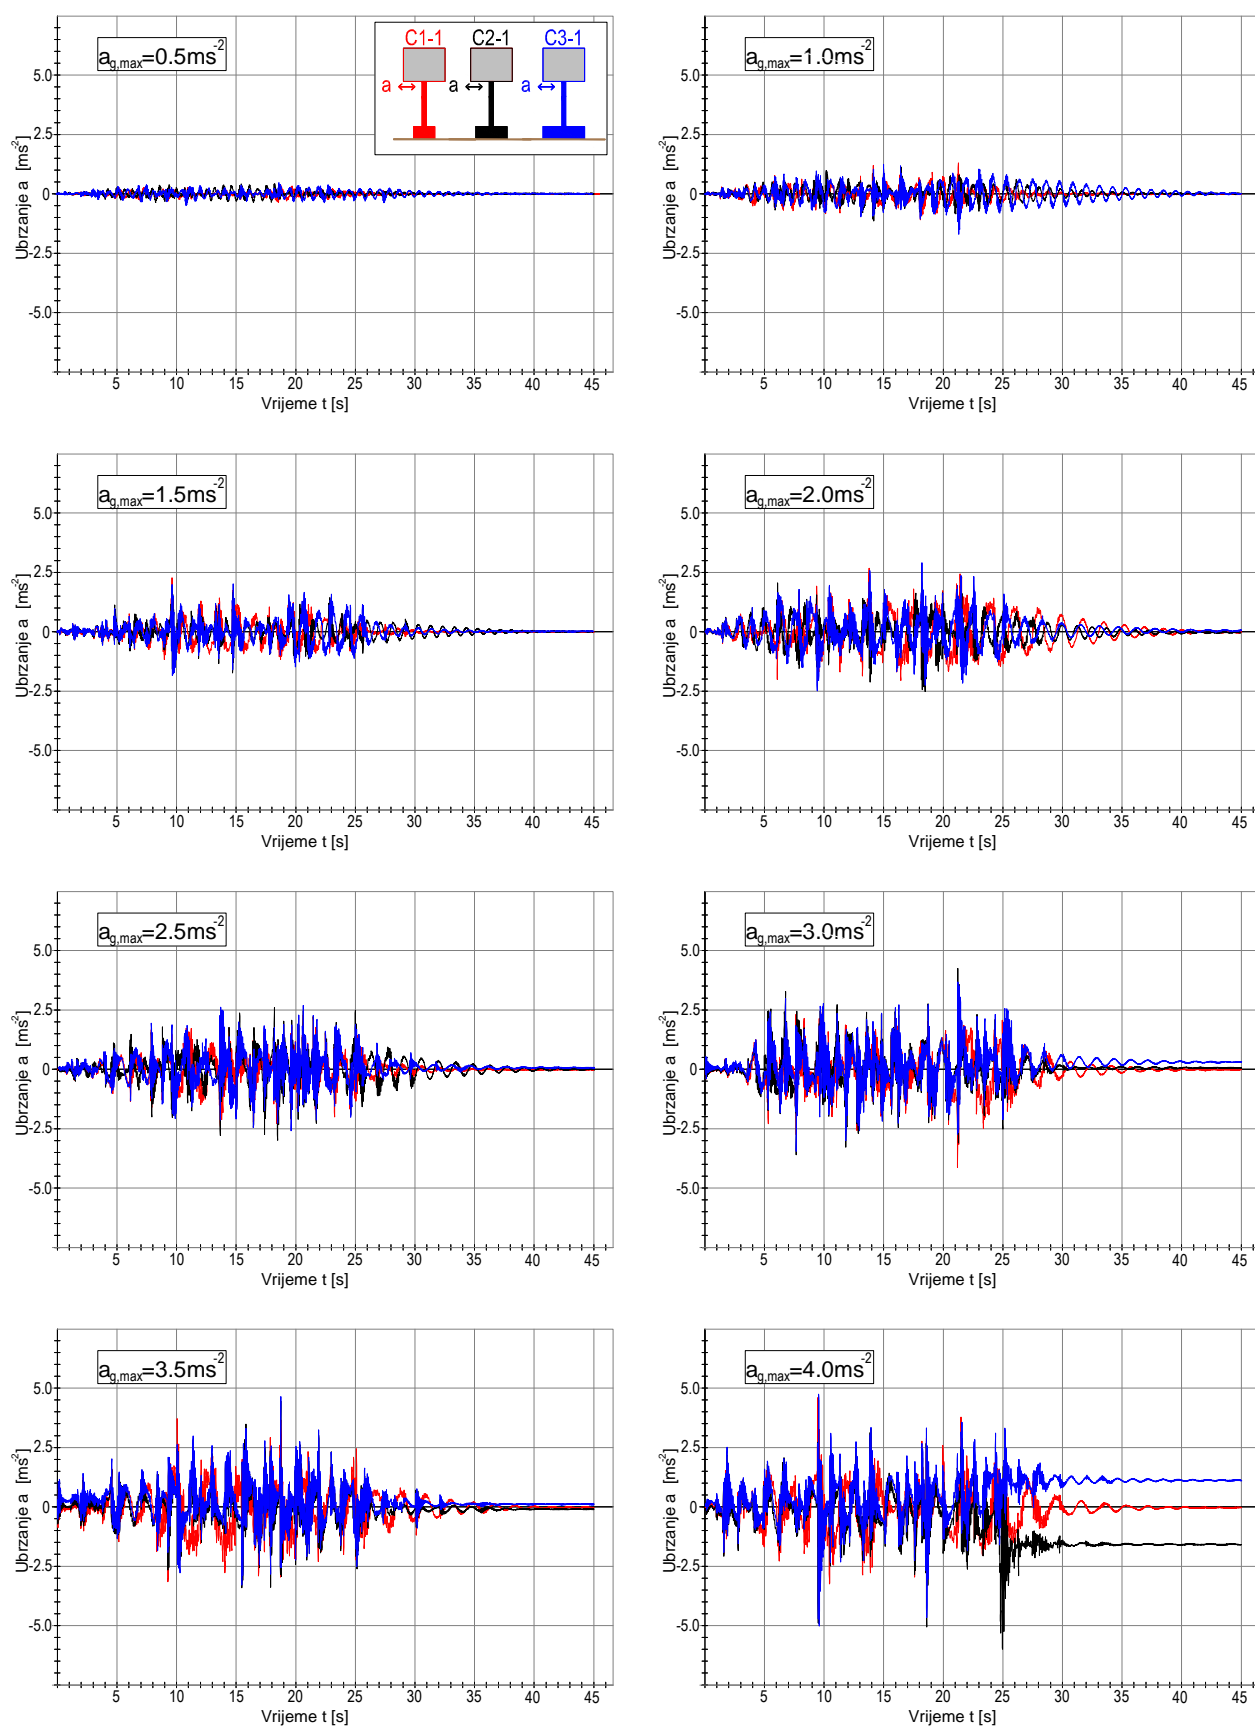 a_g,max=0.5ms^-2
C1-1 C2-1 C3-1
a a a
Ubrzanje a [ms^-2]
5.0
2.5
0
-2.5
-5.0
5 10 15 20 25 30 35 40 45
Vrijeme t [s]
a_g,max=1.0ms^-2
Ubrzanje a [ms^-2]
5.0
2.5
0
-2.5
-5.0
5 10 15 20 25 30 35 40 45
Vrijeme t [s]
a_g,max=1.5ms^-2
Ubrzanje a [ms^-2]
5.0
2.5
0
-2.5
-5.0
5 10 15 20 25 30 35 40 45
Vrijeme t [s]
a_g,max=2.0ms^-2
Ubrzanje a [ms^-2]
5.0
2.5
0
-2.5
-5.0
5 10 15 20 25 30 35 40 45
Vrijeme t [s]
a_g,max=2.5ms^-2
Ubrzanje a [ms^-2]
5.0
2.5
0
-2.5
-5.0
5 10 15 20 25 30 35 40 45
Vrijeme t [s]
a_g,max=3.0ms^-2
Ubrzanje a [ms^-2]
5.0
2.5
0
-2.5
-5.0
5 10 15 20 25 30 35 40 45
Vrijeme t [s]
a_g,max=3.5ms^-2
Ubrzanje a [ms^-2]
5.0
2.5
0
-2.5
-5.0
5 10 15 20 25 30 35 40 45
Vrijeme t [s]
a_g,max=4.0ms^-2
Ubrzanje a [ms^-2]
5.0
2.5
0
-2.5
-5.0
5 10 15 20 25 30 35 40 45
Vrijeme t [s]